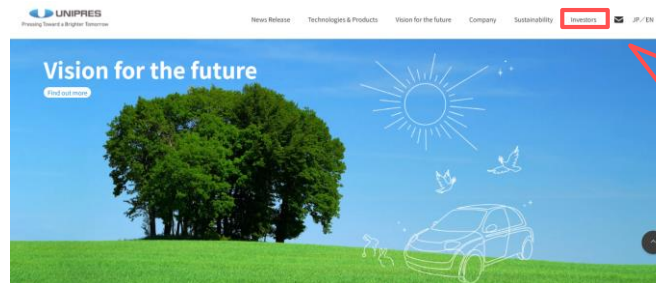 UNIPRES
Pressing Toward a Brighter Tomorrow
News Release Technologies & Products Vision for the future Company Sustainability Investors JP/EN
Vision for the future
Find out more